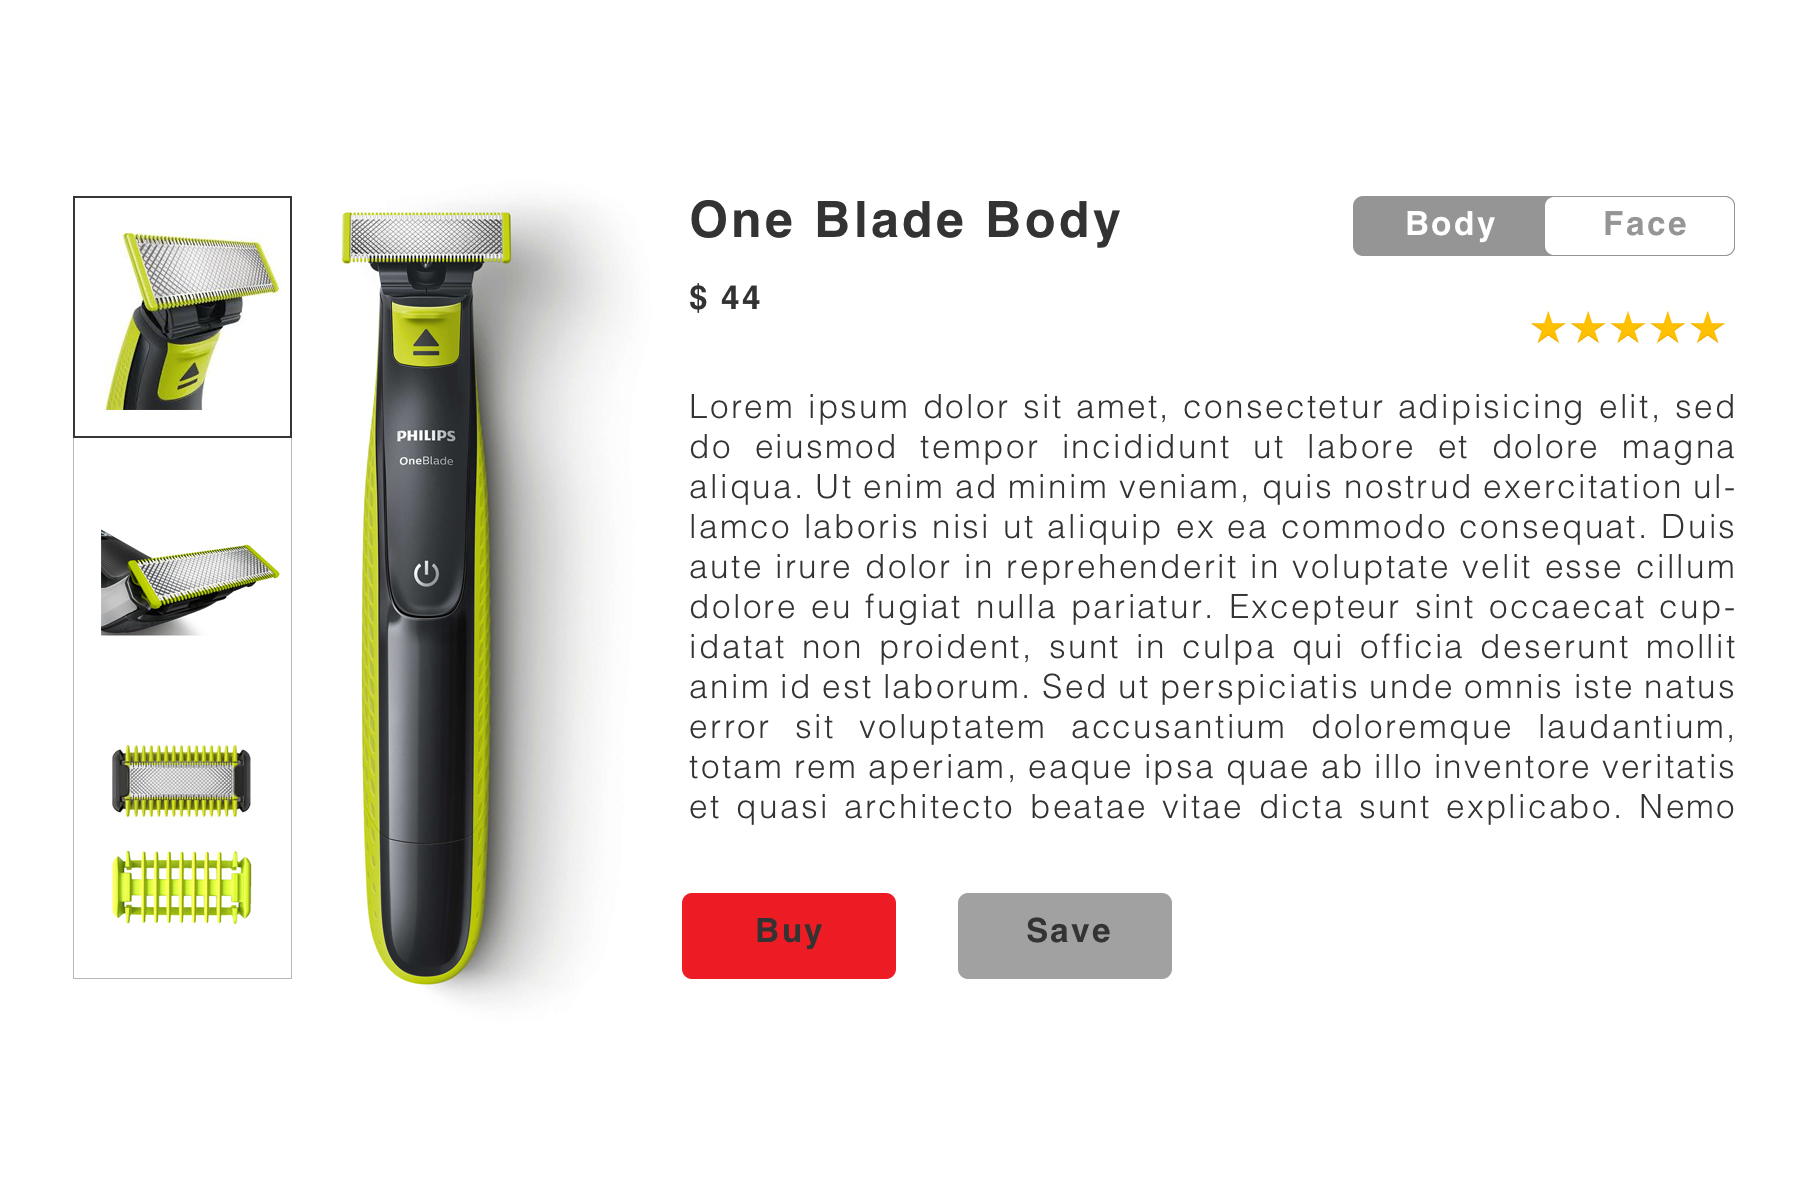 One Blade Body
Body Face
$ 44
PHILIPS
OneBlade
Lorem ipsum dolor sit amet, consectetur adipisicing elit, sed
do eiusmod tempor incididunt ut labore et dolore magna
aliqua. Ut enim ad minim veniam, quis nostrud exercitation ul-
lamco laboris nisi ut aliquip ex ea commodo consequat. Duis
aute irure dolor in reprehenderit in voluptate velit esse cillum
dolore eu fugiat nulla pariatur. Excepteur sint occaecat cup-
idatat non proident, sunt in culpa qui officia deserunt mollit
anim id est laborum. Sed ut perspiciatis unde omnis iste natus
error sit voluptatem accusantium doloremque laudantium,
totam rem aperiam, eaque ipsa quae ab illo inventore veritatis
et quasi architecto beatae vitae dicta sunt explicabo. Nemo
Buy
Save